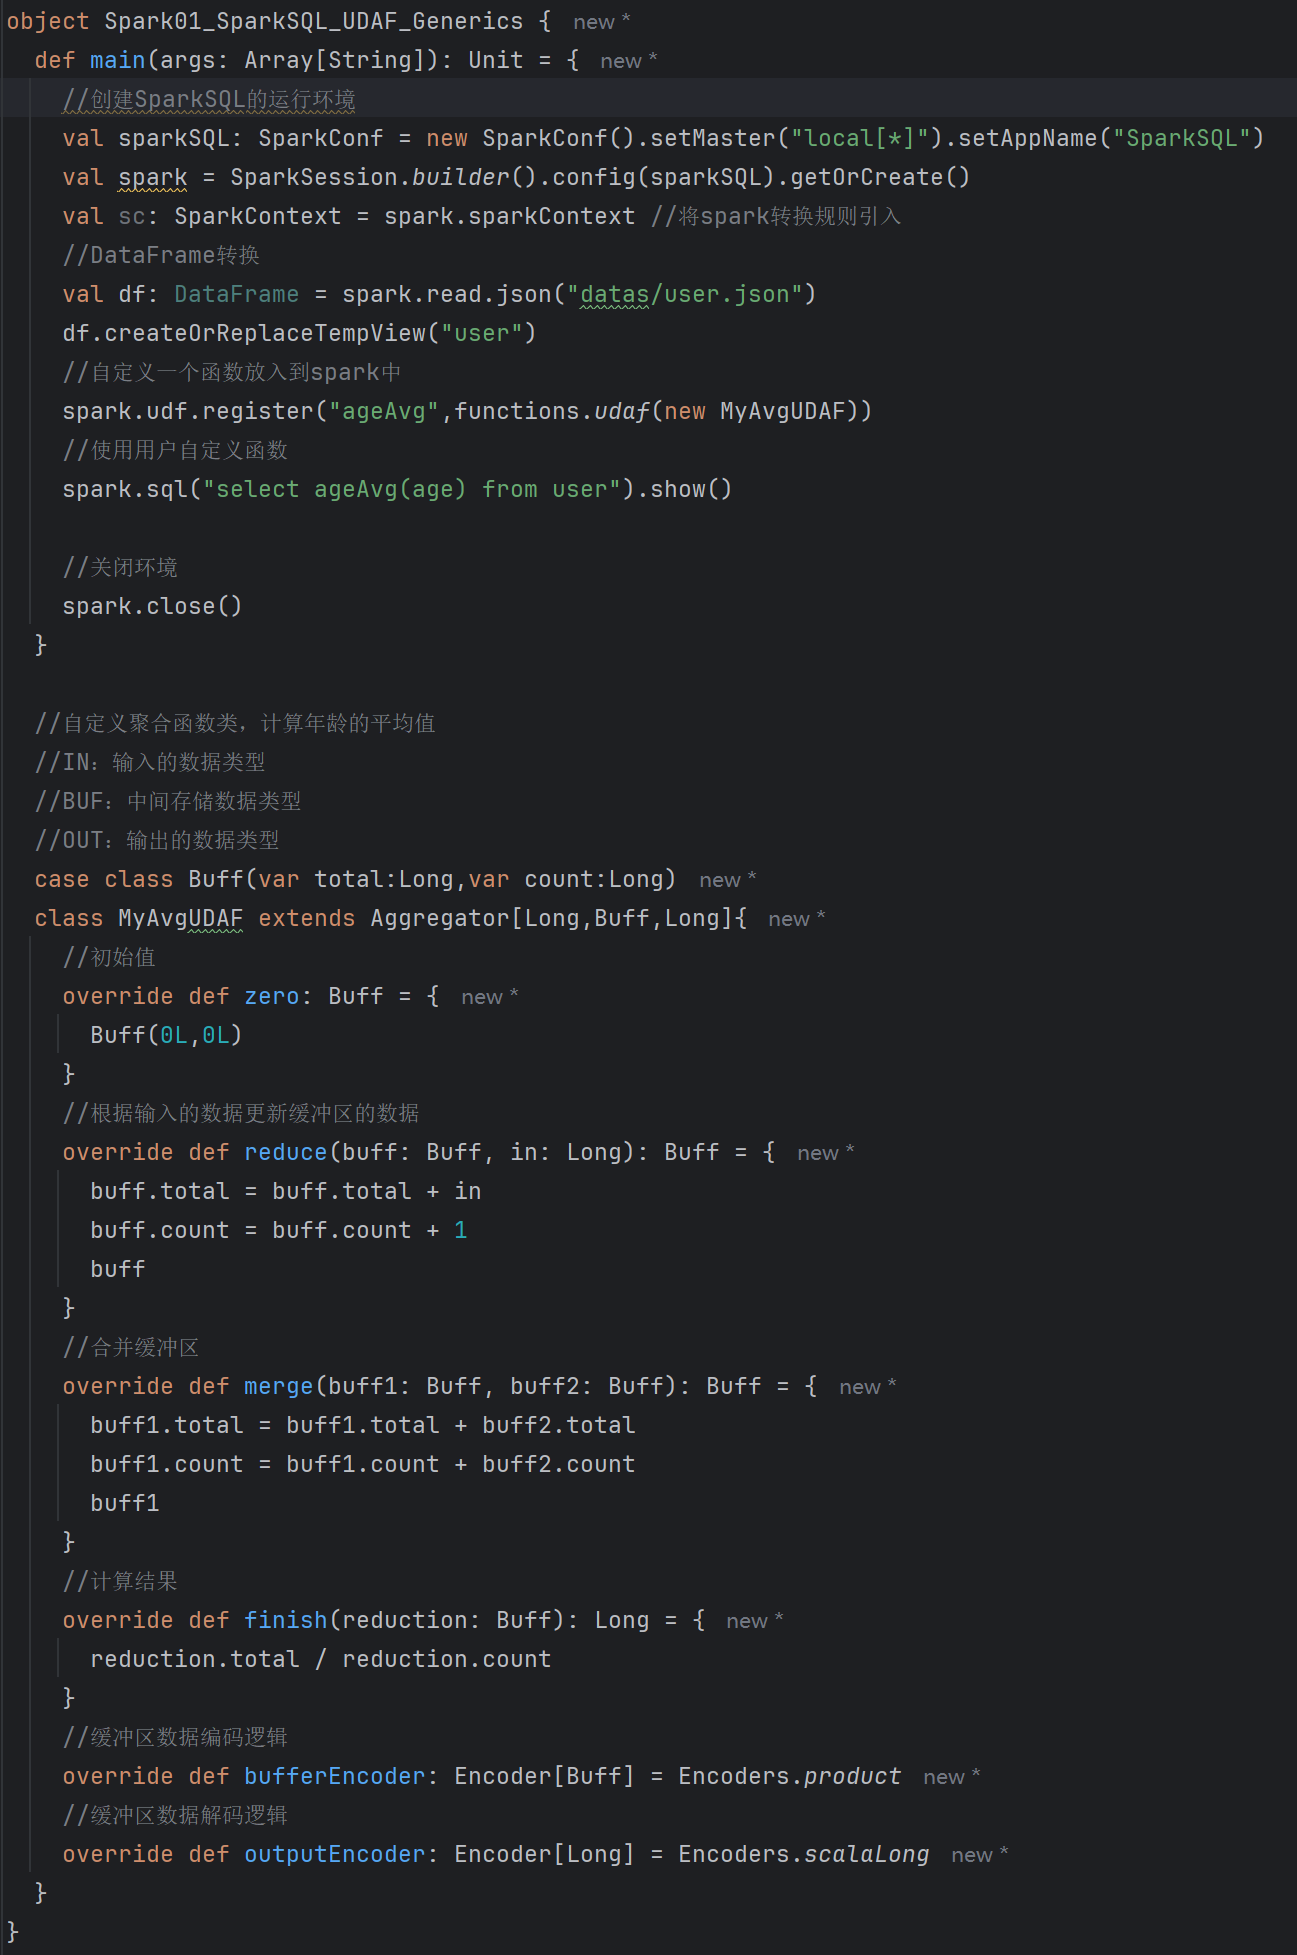 object Spark01_SparkSQL_UDAF_Generics {  new *
  def main(args: Array[String]): Unit = {  new *
    //创建SparkSQL的运行环境
    val sparkSQL: SparkConf = new SparkConf().setMaster("local[*]").setAppName("SparkSQL")
    val spark = SparkSession.builder().config(sparkSQL).getOrCreate()
    val sc: SparkContext = spark.sparkContext //将spark转换规则引入
    //DataFrame转换
    val df: DataFrame = spark.read.json("datas/user.json")
    df.createOrReplaceTempView("user")
    //自定义一个函数放入到spark中
    spark.udf.register("ageAvg",functions.udaf(new MyAvgUDAF))
    //使用用户自定义函数
    spark.sql("select ageAvg(age) from user").show()

    //关闭环境
    spark.close()
  }

  //自定义聚合函数类，计算年龄的平均值
  //IN：输入的数据类型
  //BUF：中间存储数据类型
  //OUT：输出的数据类型
  case class Buff(var total:Long,var count:Long)  new *
  class MyAvgUDAF extends Aggregator[Long,Buff,Long]{  new *
    //初始值
    override def zero: Buff = {  new *
      Buff(0L,0L)
    }
    //根据输入的数据更新缓冲区的数据
    override def reduce(buff: Buff, in: Long): Buff = {  new *
      buff.total = buff.total + in
      buff.count = buff.count + 1
      buff
    }
    //合并缓冲区
    override def merge(buff1: Buff, buff2: Buff): Buff = {  new *
      buff1.total = buff1.total + buff2.total
      buff1.count = buff1.count + buff2.count
      buff1
    }
    //计算结果
    override def finish(reduction: Buff): Long = {  new *
      reduction.total / reduction.count
    }
    //缓冲区数据编码逻辑
    override def bufferEncoder: Encoder[Buff] = Encoders.product  new *
    //缓冲区数据解码逻辑
    override def outputEncoder: Encoder[Long] = Encoders.scalaLong  new *
  }
}